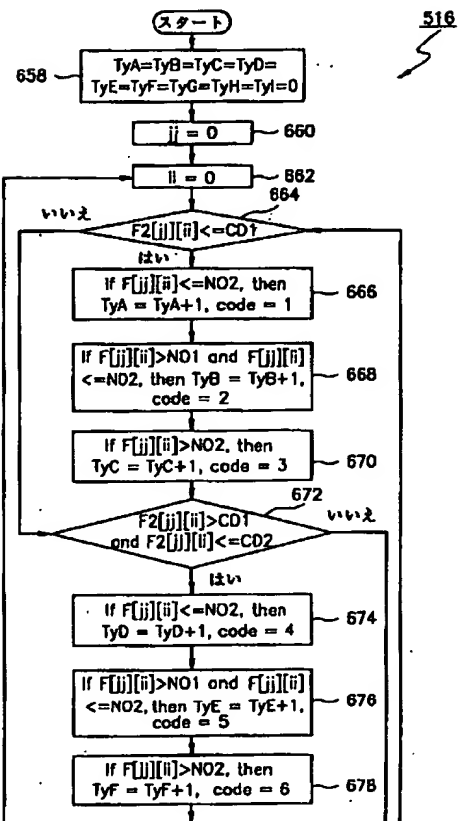 スタート
516
658
TyA=TyB=TyC=TyD=
TyE=TyF=TyG=TyH=TyI=0
jj = 0
660
ii = 0
662
664
いいえ
F2[jj][ii]<=CD1
はい
If F[jj][ii]<=NO2, then
TyA = TyA+1, code = 1
666
If F[jj][ii]>NO1 and F[jj][ii]
<=NO2, then TyB = TyB+1,
code = 2
668
If F[jj][ii]>NO2, then
TyC = TyC+1, code = 3
670
672
F2[jj][ii]>CD1
and F2[jj][ii]<=CD2
いいえ
はい
If F[jj][ii]<=NO2, then
TyD = TyD+1, code = 4
674
If F[jj][ii]>NO1 and F[jj][ii]
<=NO2, then TyE = TyE+1,
code = 5
676
If F[jj][ii]>NO2, then
TyF = TyF+1, code = 6
678